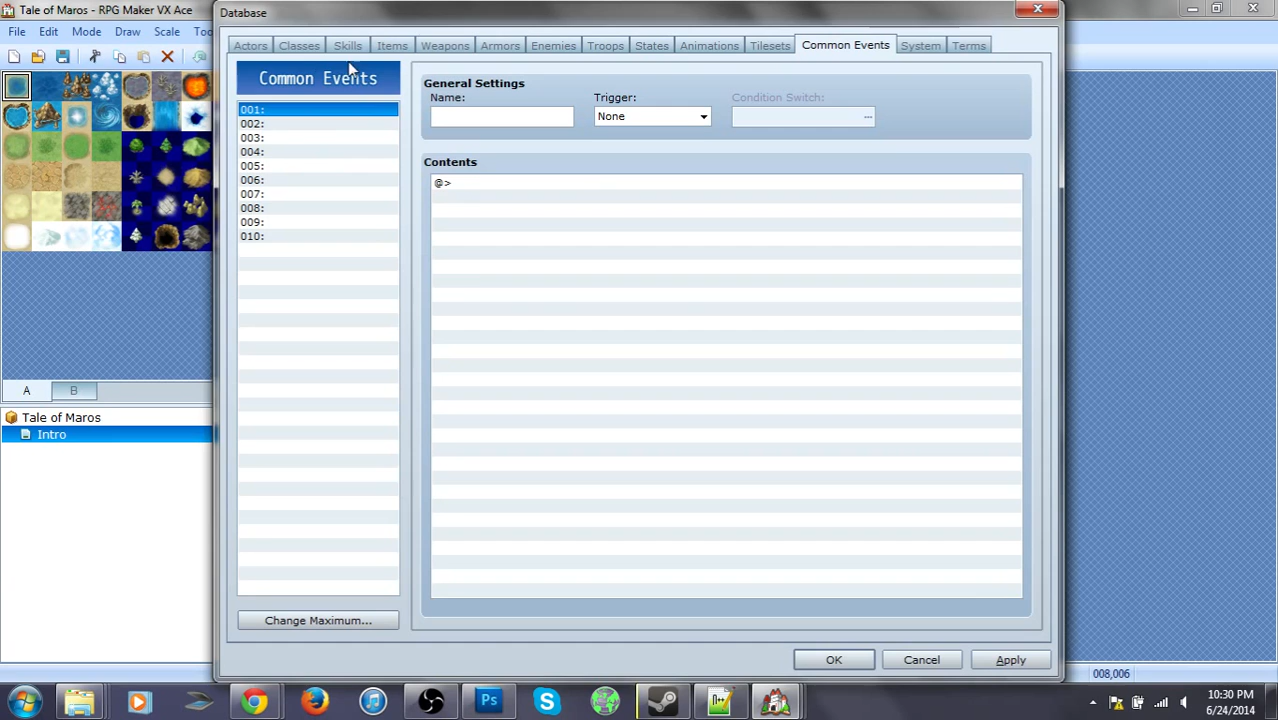 Tale of Maros - RPG Maker VX Ace
Database
File Edit Mode Draw Scale Too
Actors Classes Skills Items Weapons Armors Enemies Troops States Animations Tilesets Common Events System Terms
Common Events
General Settings
Name: Trigger: Condition Switch:
None ...
001:
002:
003:
004:
005:
006:
007:
008:
009:
010:
Contents
@>
A B
Tale of Maros
Intro
Change Maximum...
OK Cancel Apply
008,006
Ps
10:30 PM
6/24/2014